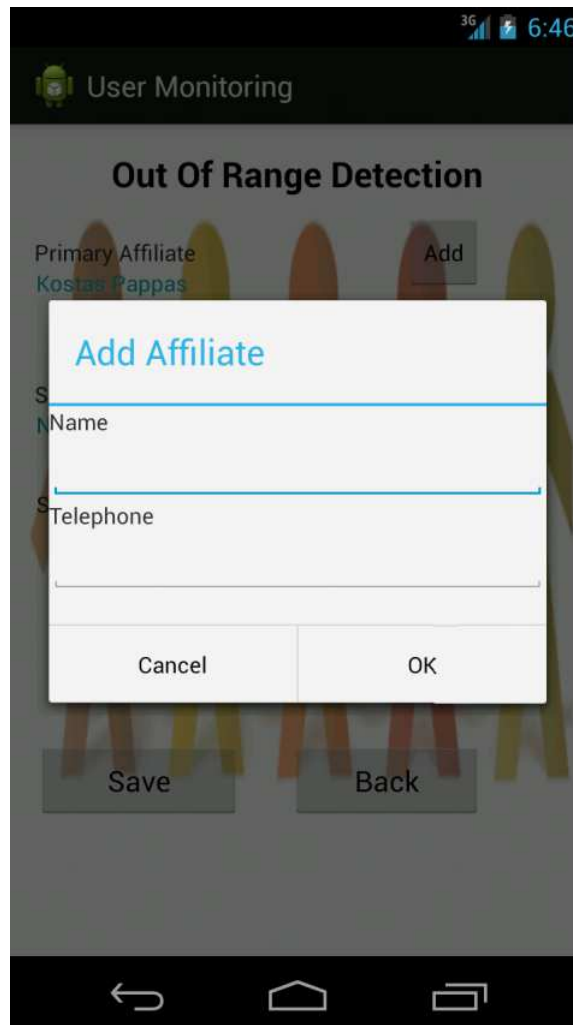 3G 6:46
User Monitoring
Out Of Range Detection
Primary Affiliate
Add
Kostas Pappas
Add Affiliate
Name
Telephone
Cancel
OK
Save
Back